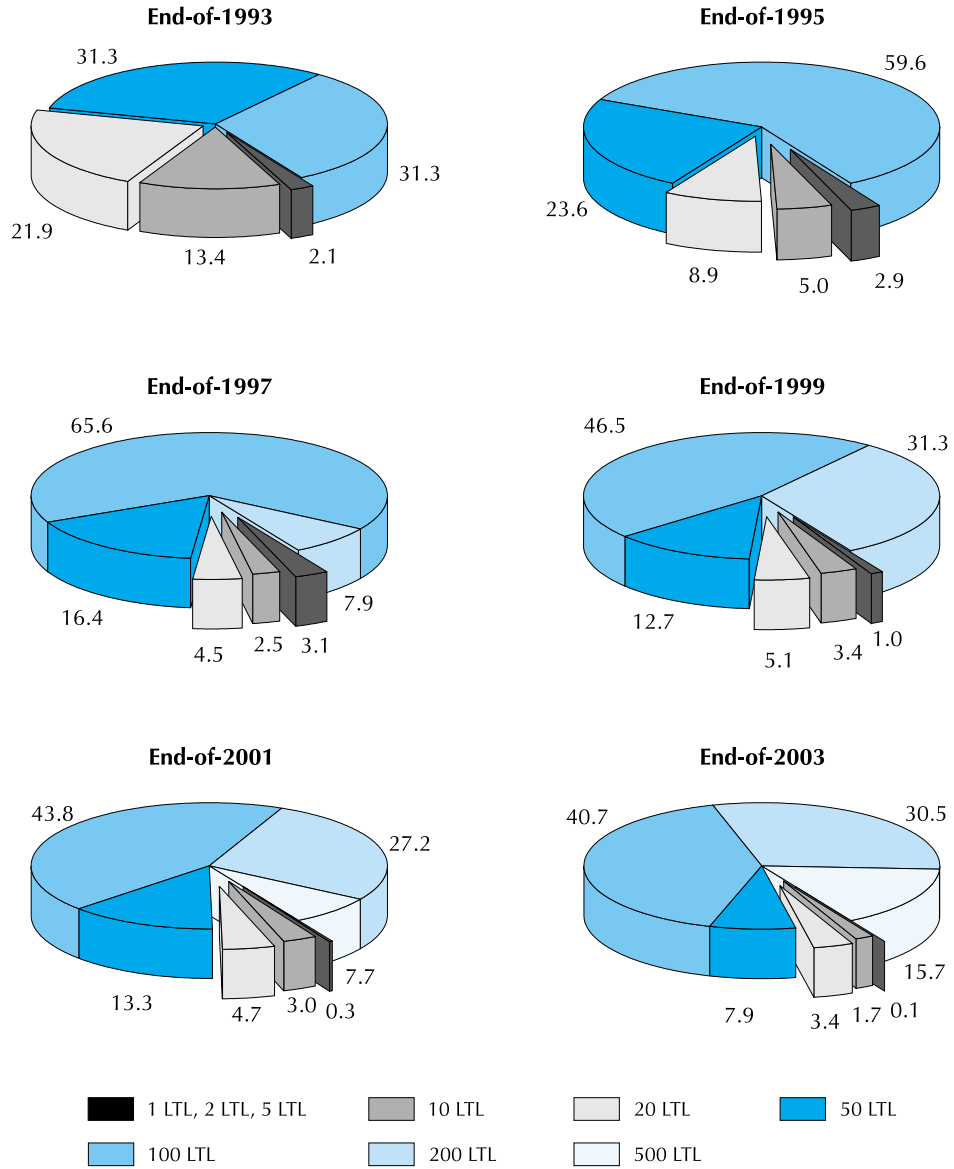 End-of-1993
31.3
31.3
21.9
13.4
2.1
End-of-1995
59.6
23.6
8.9
5.0
2.9
End-of-1997
65.6
16.4
4.5
2.5
3.1
7.9
End-of-1999
46.5
31.3
12.7
5.1
3.4
1.0
End-of-2001
43.8
27.2
13.3
4.7
3.0
0.3
7.7
End-of-2003
40.7
30.5
7.9
3.4
1.7
0.1
15.7
1 LTL, 2 LTL, 5 LTL
10 LTL
20 LTL
50 LTL
100 LTL
200 LTL
500 LTL